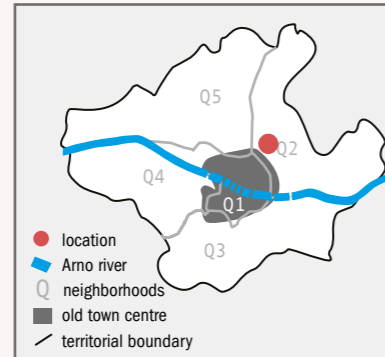 Q5
Q2
Q4
Q1
Q3
location
Arno river
Q neighborhoods
old town centre
territorial boundary